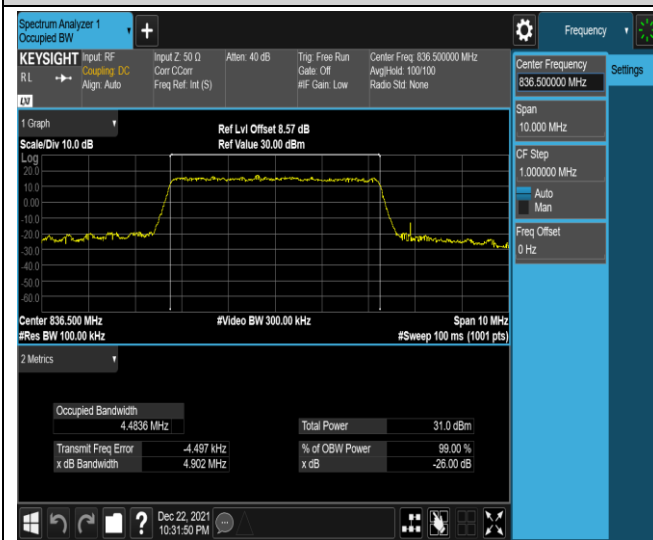 Spectrum Analyzer 1
Occupied BW
+
Frequency
KEYSIGHT
Input: RF
Coupling: DC
Align: Auto
Input Z: 50 Ω
Corr CCorr
Freq Ref: Int (S)
Atten: 40 dB
Trig: Free Run
Gate: Off
#IF Gain: Low
Center Freq: 836.500000 MHz
Avg|Hold: 100/100
Radio Std: None
RL
LXI
Center Frequency
836.500000 MHz
Settings
Span
10.000 MHz
CF Step
1.000000 MHz
Auto
Man
Freq Offset
0 Hz
1 Graph
Scale/Div 10.0 dB
Ref Lvl Offset 8.57 dB
Ref Value 30.00 dBm
Log
20.0
10.0
0.00
-10.0
-20.0
-30.0
-40.0
-50.0
-60.0
Center 836.500 MHz
#Video BW 300.00 kHz
Span 10 MHz
#Res BW 100.00 kHz
#Sweep 100 ms (1001 pts)
2 Metrics
Occupied Bandwidth
4.4836 MHz
Total Power 31.0 dBm
Transmit Freq Error -4.497 kHz
% of OBW Power 99.00 %
x dB Bandwidth 4.902 MHz
x dB -26.00 dB
?
Dec 22, 2021
10:31:50 PM